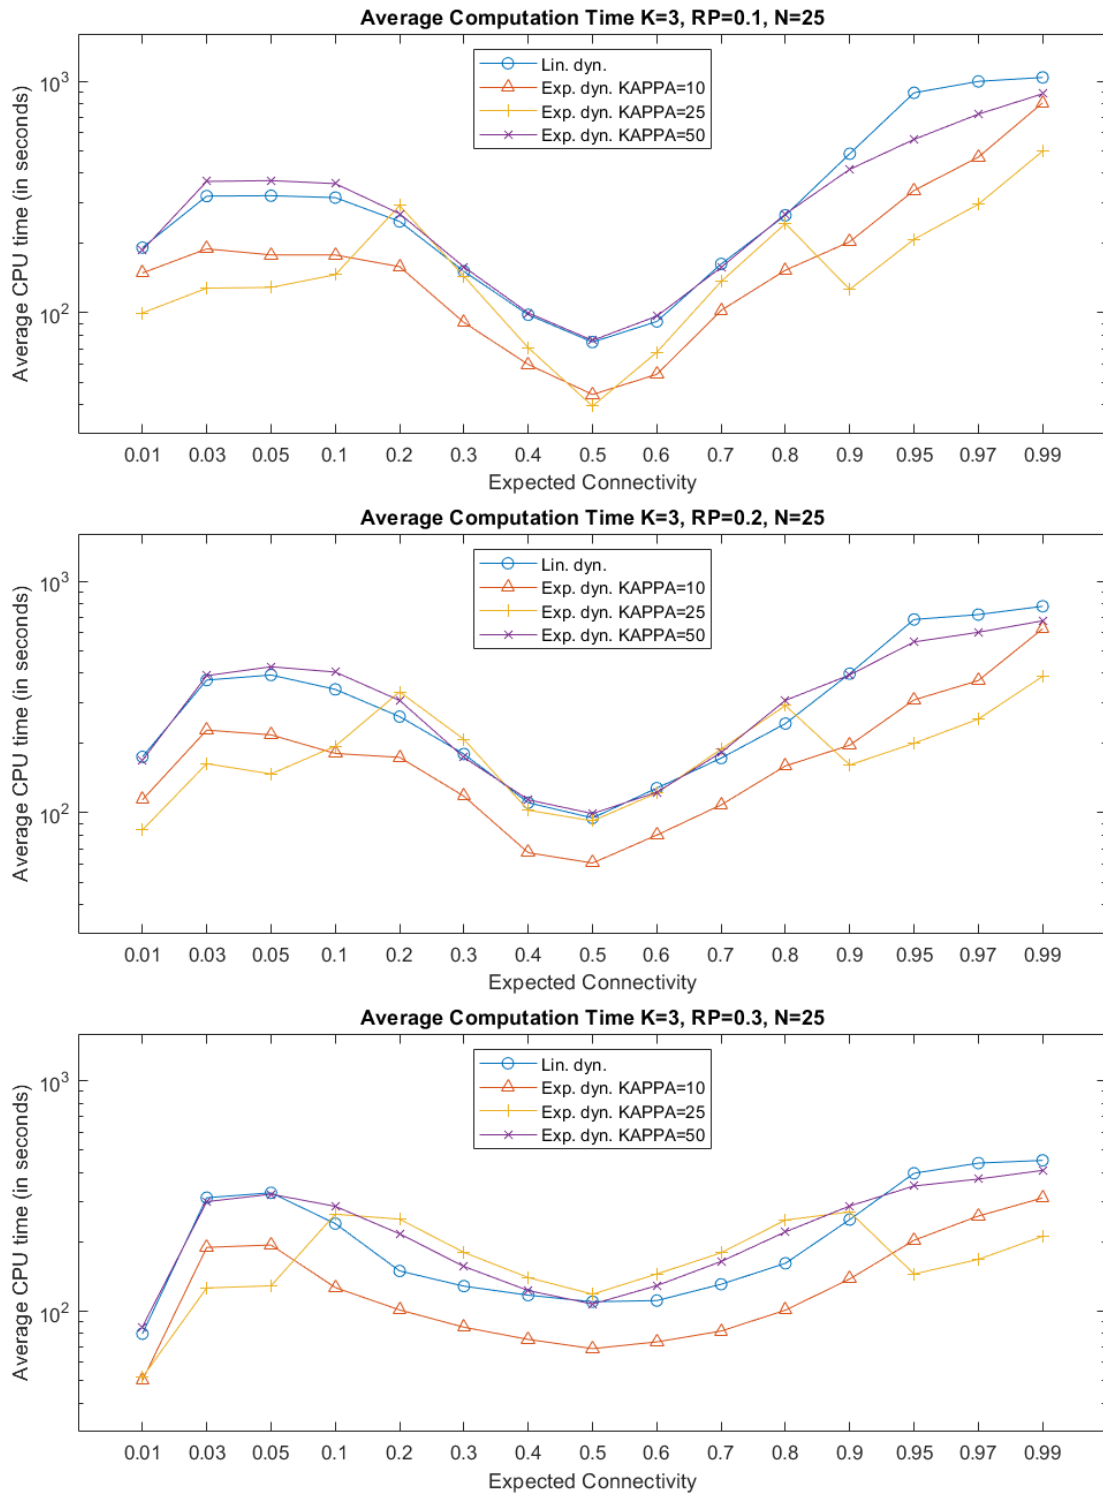 Average Computation Time K=3, RP=0.1, N=25
Lin. dyn.
Exp. dyn. KAPPA=10
Exp. dyn. KAPPA=25
Exp. dyn. KAPPA=50
Average CPU time (in seconds)
10³
10²
0.01 0.03 0.05 0.1 0.2 0.3 0.4 0.5 0.6 0.7 0.8 0.9 0.95 0.97 0.99
Expected Connectivity
Average Computation Time K=3, RP=0.2, N=25
Lin. dyn.
Exp. dyn. KAPPA=10
Exp. dyn. KAPPA=25
Exp. dyn. KAPPA=50
Average CPU time (in seconds)
10³
10²
0.01 0.03 0.05 0.1 0.2 0.3 0.4 0.5 0.6 0.7 0.8 0.9 0.95 0.97 0.99
Expected Connectivity
Average Computation Time K=3, RP=0.3, N=25
Lin. dyn.
Exp. dyn. KAPPA=10
Exp. dyn. KAPPA=25
Exp. dyn. KAPPA=50
Average CPU time (in seconds)
10³
10²
0.01 0.03 0.05 0.1 0.2 0.3 0.4 0.5 0.6 0.7 0.8 0.9 0.95 0.97 0.99
Expected Connectivity